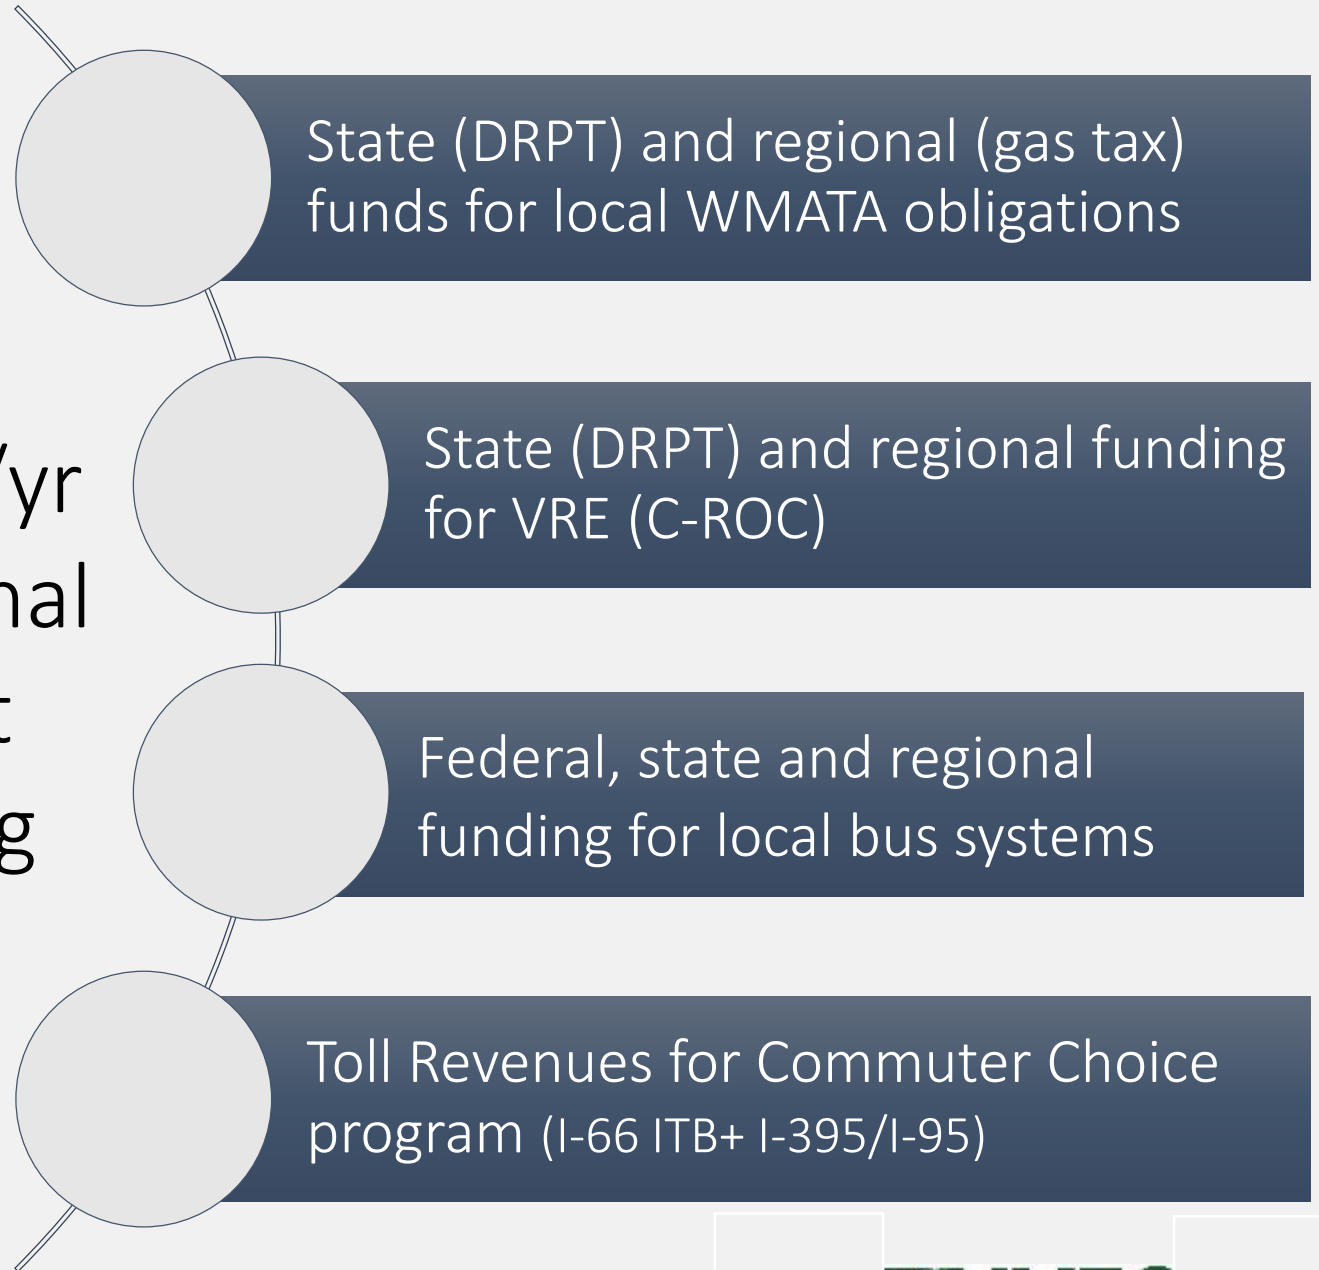 State (DRPT) and regional (gas tax)
funds for local WMATA obligations
/yr
State (DRPT) and regional funding
for VRE (C-ROC)
Federal, state and regional
funding for local bus systems
Toll Revenues for Commuter Choice
program (I-66 ITB+ I-395/I-95)